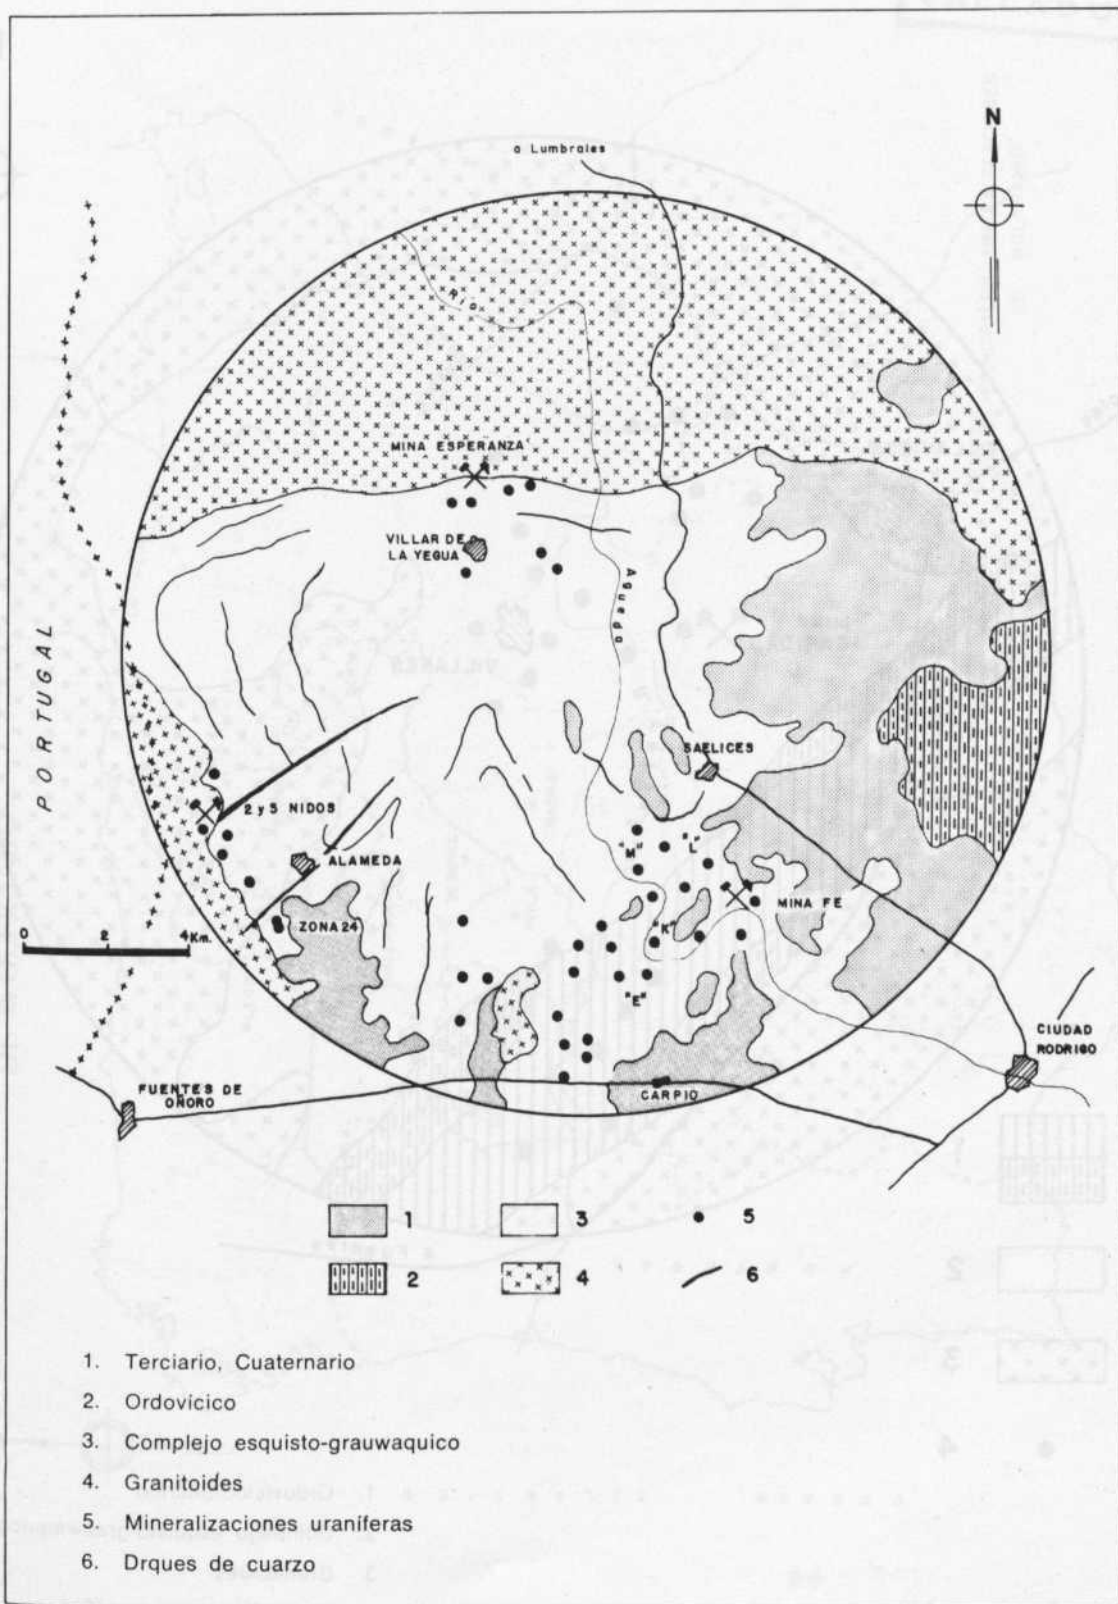 N
a Lumbrales
Río
MINA ESPERANZA
VILLAR DE
LA YEGUA
Agueda
PORTUGAL
SAELICES
2 y 5 NIDOS
"M"
"L"
ALAMEDA
MINA FE
ZONA 24
"K"
0 2 4 Km.
"E"
CIUDAD
RODRIGO
FUENTES DE
OÑORO
CARPIO
1 3 5
2 4 6
1. Terciario, Cuaternario
2. Ordovícico
3. Complejo esquisto-grauwaquico
4. Granitoides
5. Mineralizaciones uraníferas
6. Drques de cuarzo